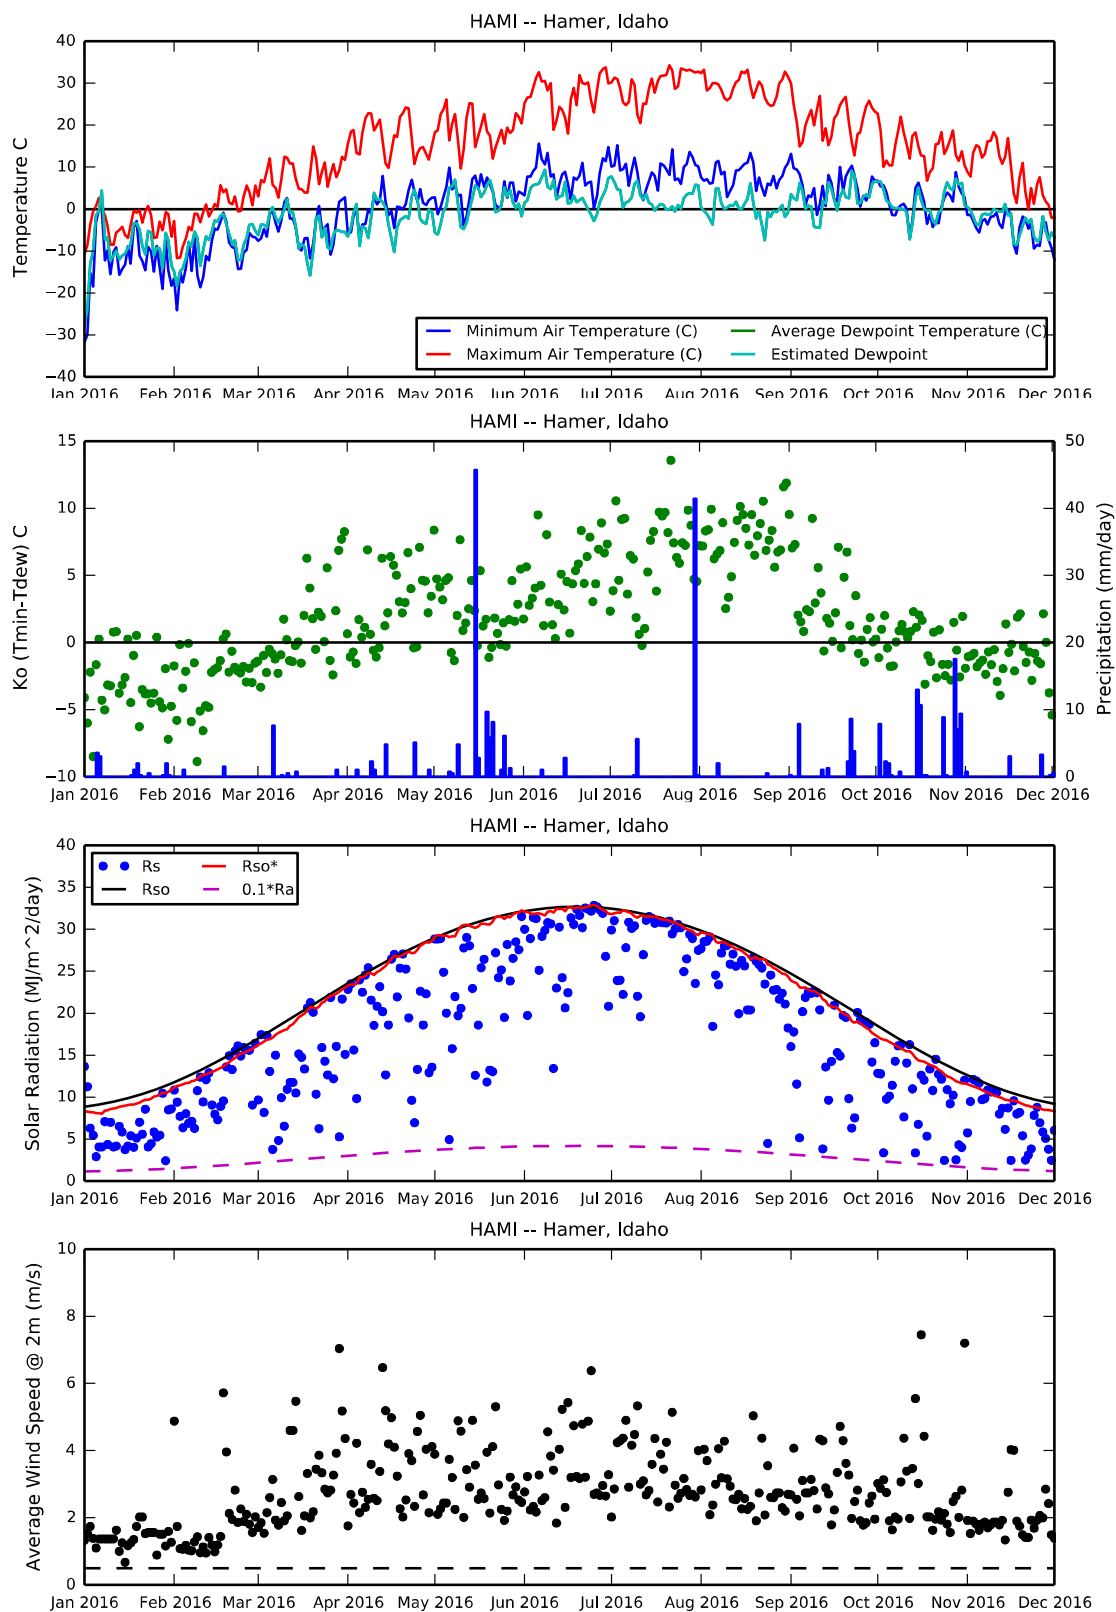 HAMI -- Hamer, Idaho
40
30
20
10
0
−10
−20
−30
−40
Temperature C
Minimum Air Temperature (C)
Maximum Air Temperature (C)
Average Dewpoint Temperature (C)
Estimated Dewpoint
Jan 2016 Feb 2016 Mar 2016 Apr 2016 May 2016 Jun 2016 Jul 2016 Aug 2016 Sep 2016 Oct 2016 Nov 2016 Dec 2016
HAMI -- Hamer, Idaho
15
10
5
0
−5
−10
Ko (Tmin-Tdew) C
50
40
30
20
10
0
Precipitation (mm/day)
Jan 2016 Feb 2016 Mar 2016 Apr 2016 May 2016 Jun 2016 Jul 2016 Aug 2016 Sep 2016 Oct 2016 Nov 2016 Dec 2016
HAMI -- Hamer, Idaho
40
35
30
25
20
15
10
5
0
Solar Radiation (MJ/m^2/day)
Rs
Rso
Rso*
0.1*Ra
Jan 2016 Feb 2016 Mar 2016 Apr 2016 May 2016 Jun 2016 Jul 2016 Aug 2016 Sep 2016 Oct 2016 Nov 2016 Dec 2016
HAMI -- Hamer, Idaho
10
8
6
4
2
0
Average Wind Speed @ 2m (m/s)
Jan 2016 Feb 2016 Mar 2016 Apr 2016 May 2016 Jun 2016 Jul 2016 Aug 2016 Sep 2016 Oct 2016 Nov 2016 Dec 2016